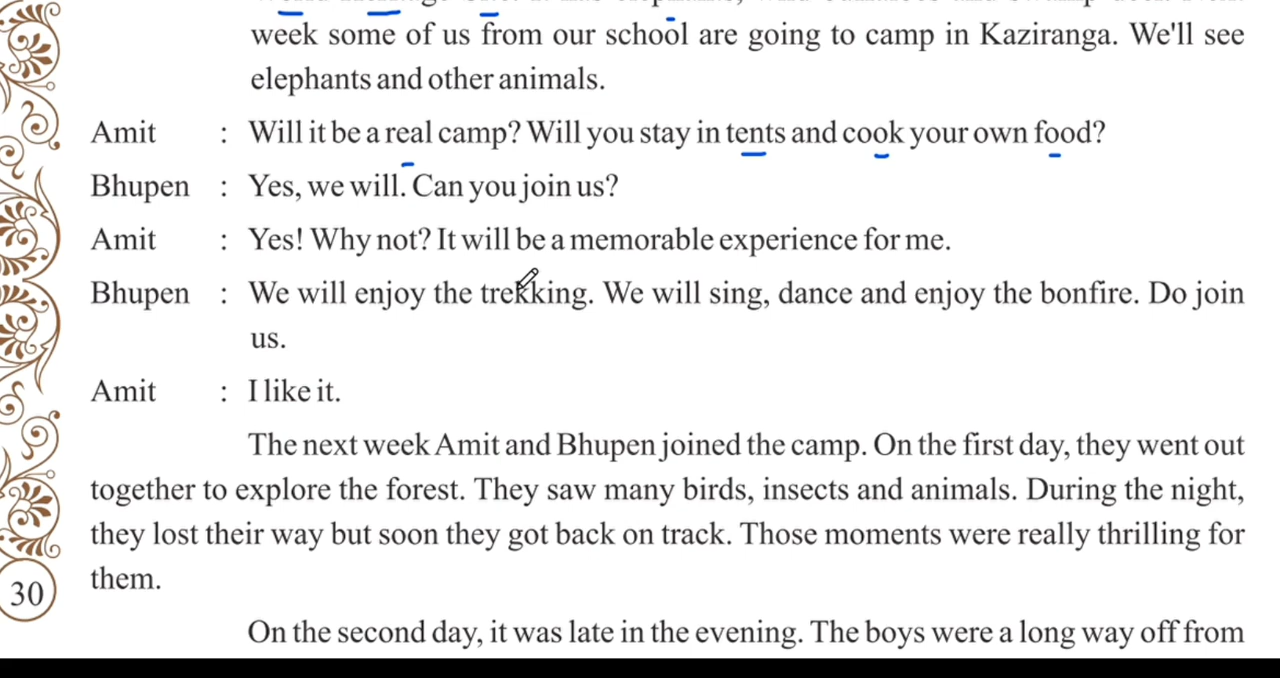 week some of us from our school are going to camp in Kaziranga. We'll see
elephants and other animals.
Amit : Will it be a real camp? Will you stay in tents and cook your own food?
Bhupen : Yes, we will. Can you join us?
Amit : Yes! Why not? It will be a memorable experience for me.
Bhupen : We will enjoy the trekking. We will sing, dance and enjoy the bonfire. Do join
us.
Amit : I like it.
The next week Amit and Bhupen joined the camp. On the first day, they went out
together to explore the forest. They saw many birds, insects and animals. During the night,
they lost their way but soon they got back on track. Those moments were really thrilling for
them.
30
On the second day, it was late in the evening. The boys were a long way off from